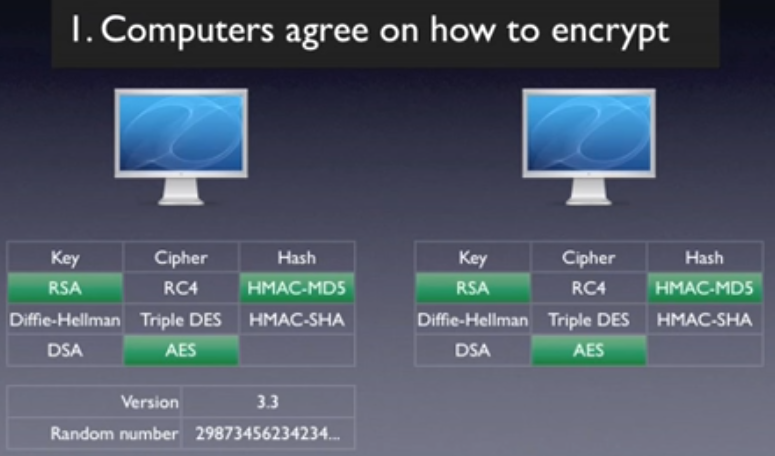 1. Computers agree on how to encrypt
Key Cipher Hash
RSA RC4 HMAC-MD5
Diffie-Hellman Triple DES HMAC-SHA
DSA AES
Version 3.3
Random number 29873456234234...
Key Cipher Hash
RSA RC4 HMAC-MD5
Diffie-Hellman Triple DES HMAC-SHA
DSA AES